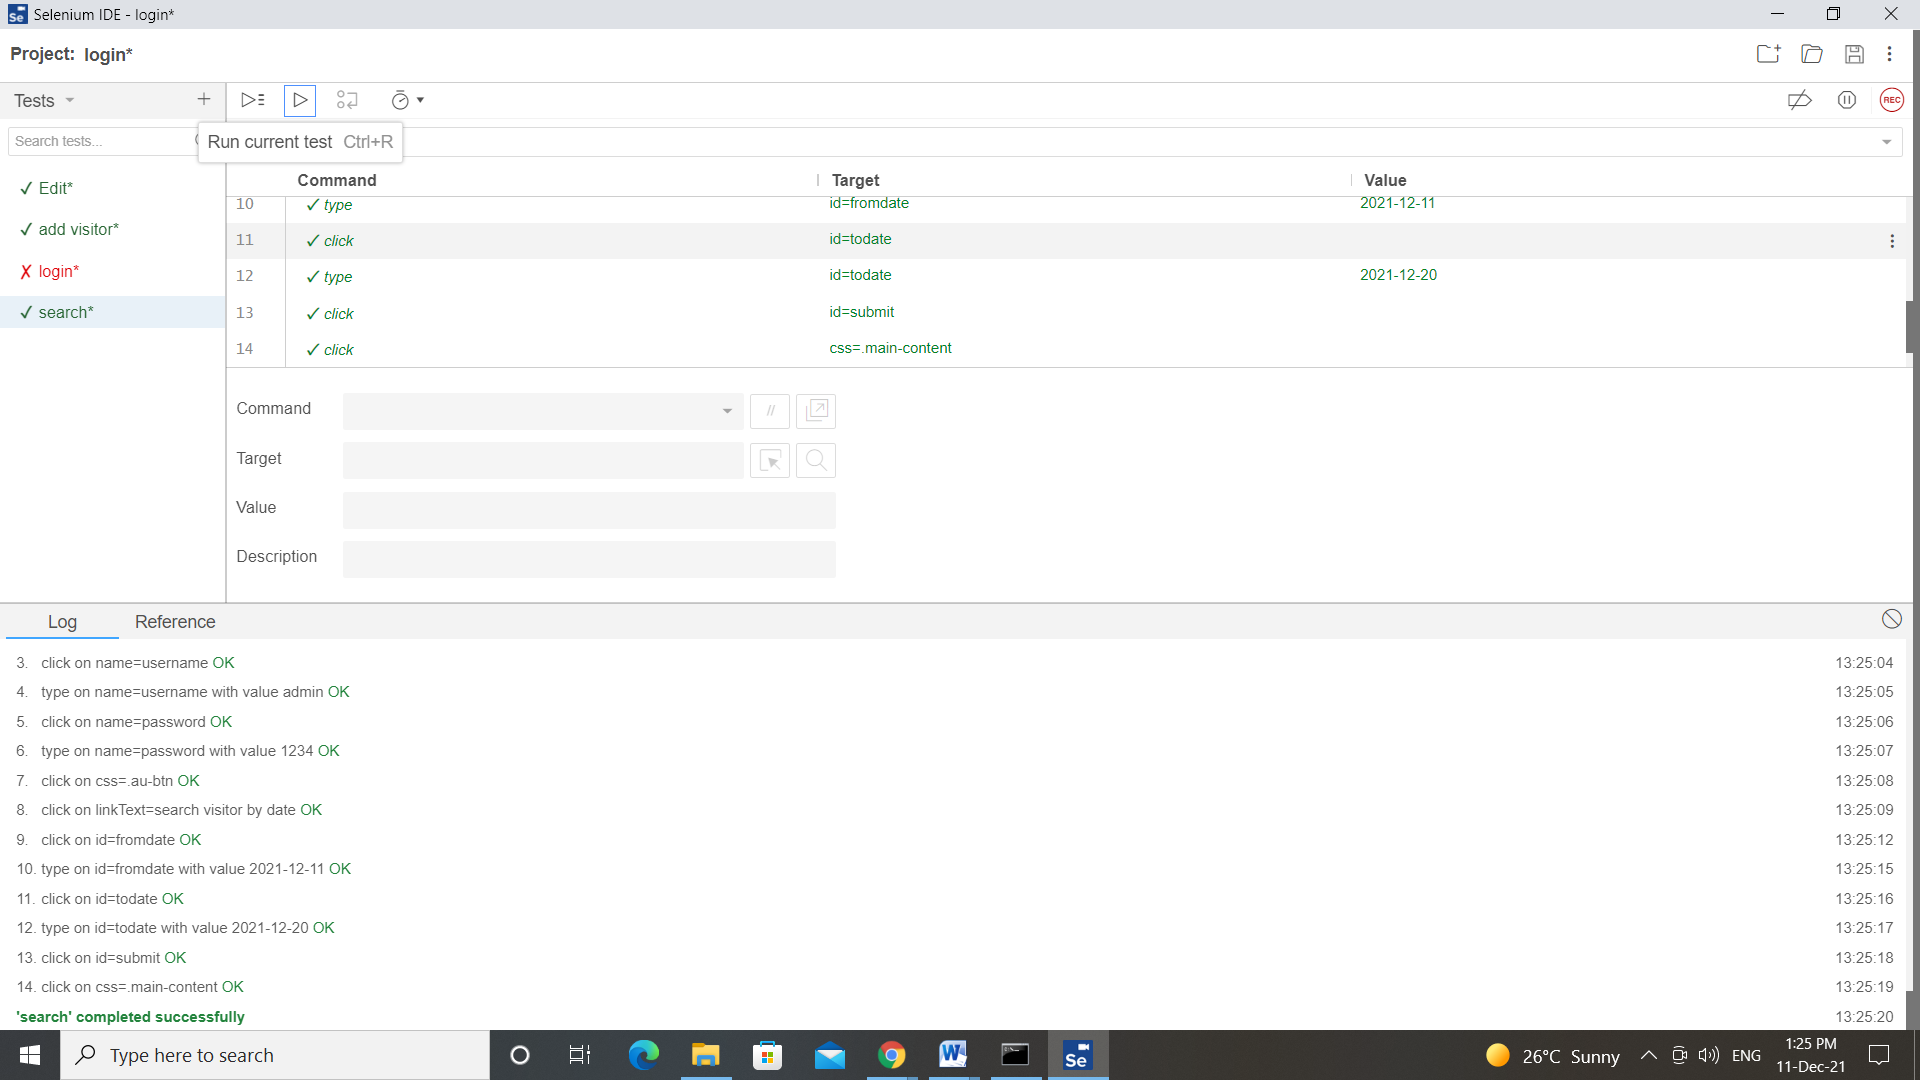 Selenium IDE - login*
Project: login*
Tests
Search tests...
Run current test Ctrl+R
REC
✓ Edit*
✓ add visitor*
✗ login*
✓ search*
Command Target Value
10 ✓ type id=fromdate 2021-12-11
11 ✓ click id=todate
12 ✓ type id=todate 2021-12-20
13 ✓ click id=submit
14 ✓ click css=.main-content
Command //
Target
Value
Description
Log Reference
3. click on name=username OK 13:25:04
4. type on name=username with value admin OK 13:25:05
5. click on name=password OK 13:25:06
6. type on name=password with value 1234 OK 13:25:07
7. click on css=.au-btn OK 13:25:08
8. click on linkText=search visitor by date OK 13:25:09
9. click on id=fromdate OK 13:25:12
10. type on id=fromdate with value 2021-12-11 OK 13:25:15
11. click on id=todate OK 13:25:16
12. type on id=todate with value 2021-12-20 OK 13:25:17
13. click on id=submit OK 13:25:18
14. click on css=.main-content OK 13:25:19
'search' completed successfully 13:25:20
Type here to search
Se
26°C Sunny
ENG
1:25 PM
11-Dec-21